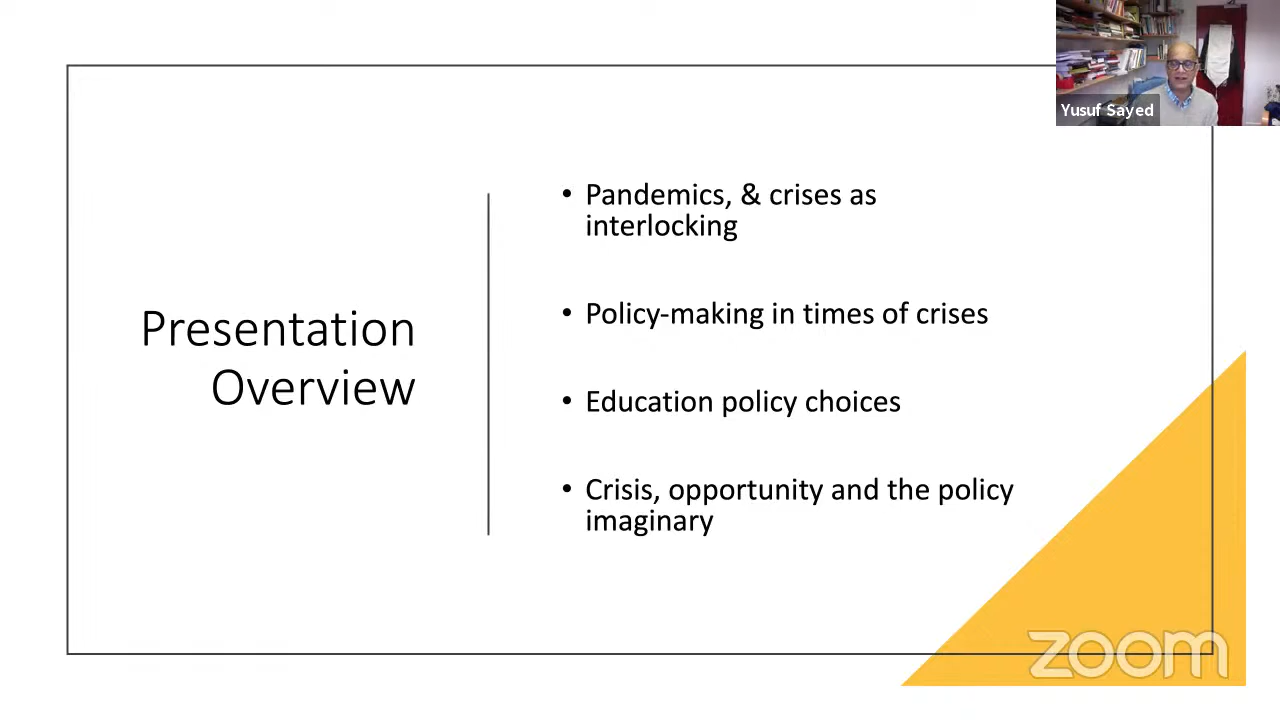 Yusuf Sayed
Presentation
Overview
• Pandemics, & crises as
interlocking
• Policy-making in times of crises
• Education policy choices
• Crisis, opportunity and the policy
imaginary
zoom